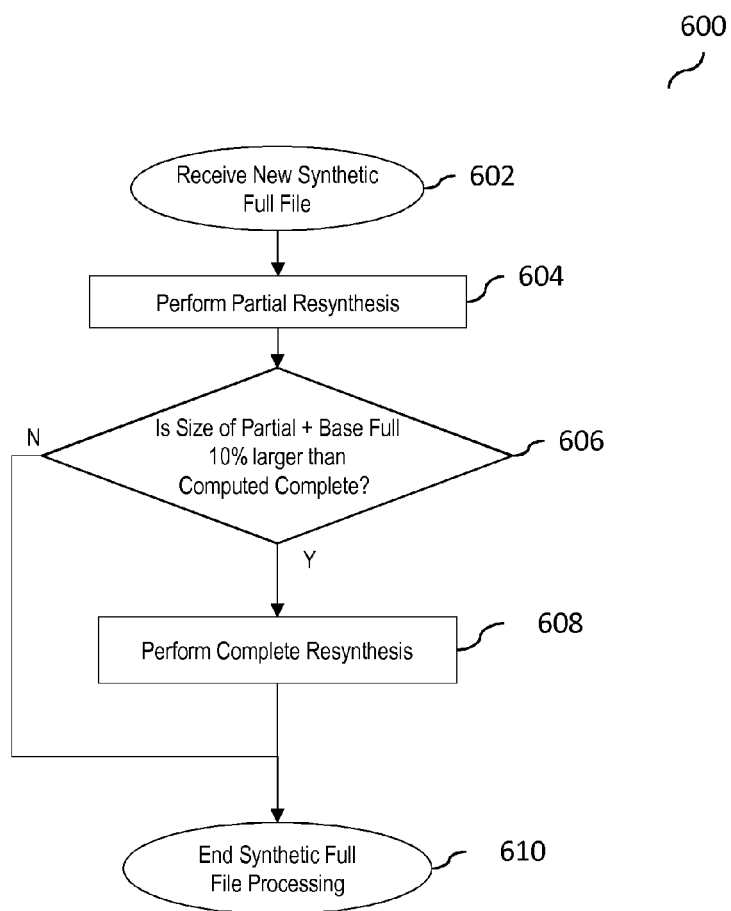 600
Receive New Synthetic
Full File
602
604
Perform Partial Resynthesis
Is Size of Partial + Base Full
10% larger than
Computed Complete?
606
N
Y
608
Perform Complete Resynthesis
End Synthetic Full
File Processing
610